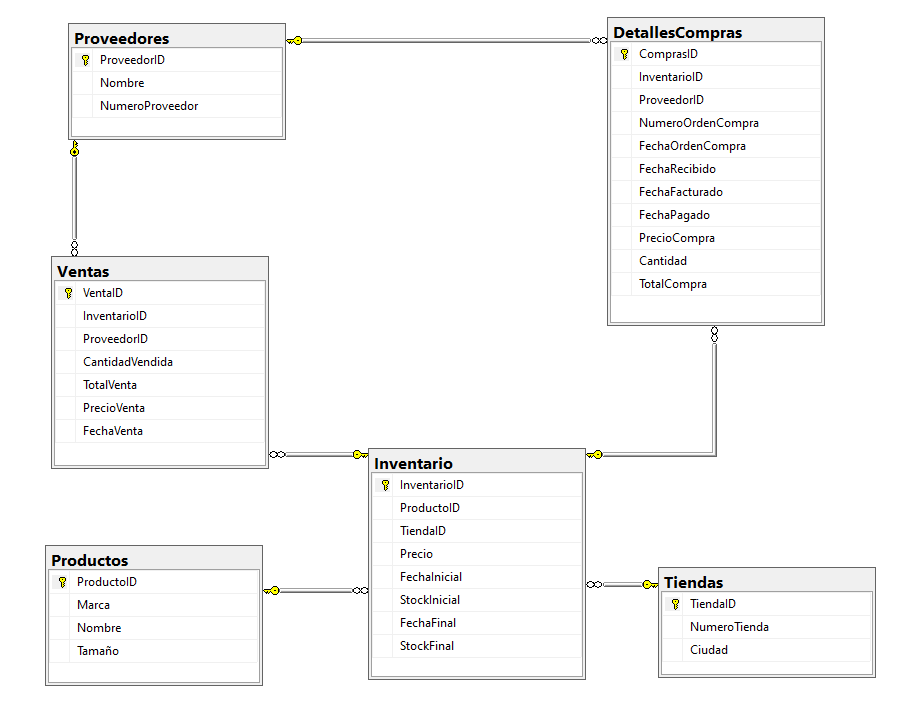 Proveedores
ProveedorID
Nombre
NumeroProveedor
DetallesCompras
ComprasID
InventarioID
ProveedorID
NumeroOrdenCompra
FechaOrdenCompra
FechaRecibido
FechaFacturado
FechaPagado
PrecioCompra
Cantidad
TotalCompra
Ventas
VentaID
InventarioID
ProveedorID
CantidadVendida
TotalVenta
PrecioVenta
FechaVenta
Inventario
InventarioID
ProductoID
TiendaID
Precio
FechaInicial
StockInicial
FechaFinal
StockFinal
Productos
ProductoID
Marca
Nombre
Tamaño
Tiendas
TiendaID
NumeroTienda
Ciudad